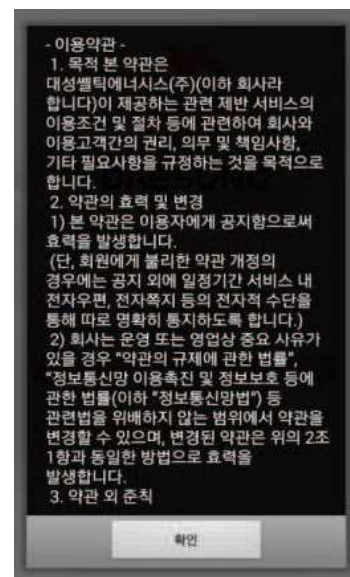 - 이용약관 -
1. 목적 본 약관은
대성쎌틱에너시스(주)(이하 회사라
합니다)이 제공하는 관련 제반 서비스의
이용조건 및 절차 등에 관련하여 회사와
이용고객간의 권리, 의무 및 책임사항,
기타 필요사항을 규정하는 것을 목적으로
합니다.
2. 약관의 효력 및 변경
1) 본 약관은 이용자에게 공지함으로써
효력을 발생합니다.
(단, 회원에게 불리한 약관 개정의
경우에는 공지 외에 일정기간 서비스 내
전자우편, 전자쪽지 등의 전자적 수단을
통해 따로 명확히 통지하도록 합니다.)
2) 회사는 운영 또는 영업상 중요 사유가
있을 경우 "약관의 규제에 관한 법률",
"정보통신망 이용촉진 및 정보보호 등에
관한 법률(이하 "정보통신망법") 등
관련법을 위배하지 않는 범위에서 약관을
변경할 수 있으며, 변경된 약관은 위의 2조
1항과 동일한 방법으로 효력을
발생합니다.
3. 약관 외 준칙
확인